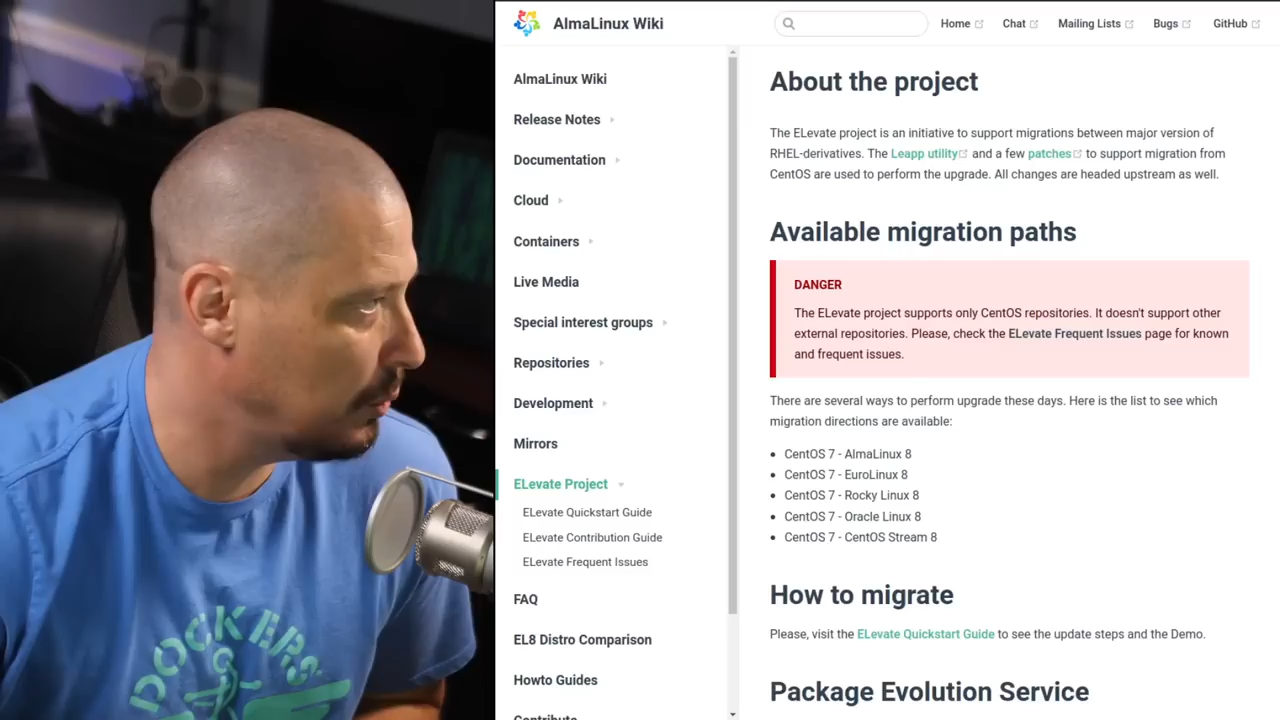 AlmaLinux Wiki
Home
Chat
Mailing Lists
Bugs
GitHub
AlmaLinux Wiki
Release Notes
Documentation
Cloud
Containers
Live Media
Special interest groups
Repositories
Development
Mirrors
ELevate Project
ELevate Quickstart Guide
ELevate Contribution Guide
ELevate Frequent Issues
FAQ
EL8 Distro Comparison
Howto Guides
Contribute
About the project
The ELevate project is an initiative to support migrations between major version of
RHEL-derivatives. The Leapp utility and a few patches to support migration from
CentOS are used to perform the upgrade. All changes are headed upstream as well.
Available migration paths
DANGER
The ELevate project supports only CentOS repositories. It doesn't support other
external repositories. Please, check the ELevate Frequent Issues page for known
and frequent issues.
There are several ways to perform upgrade these days. Here is the list to see which
migration directions are available:
• CentOS 7 - AlmaLinux 8
• CentOS 7 - EuroLinux 8
• CentOS 7 - Rocky Linux 8
• CentOS 7 - Oracle Linux 8
• CentOS 7 - CentOS Stream 8
How to migrate
Please, visit the ELevate Quickstart Guide to see the update steps and the Demo.
Package Evolution Service
DOCKERS